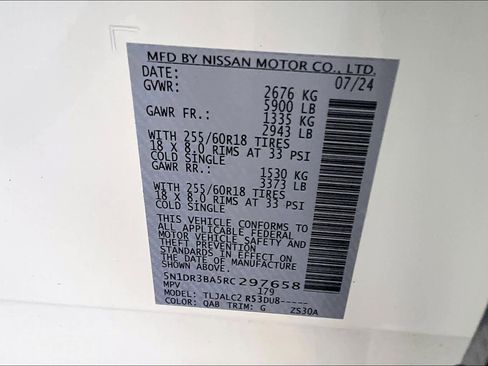 MFD BY NISSAN MOTOR CO., LTD.
DATE: 07/24
GVWR: 2676 KG
5900 LB
GAWR FR.: 1335 KG
2943 LB
WITH 255/60R18 TIRES
18 X 8.0 RIMS AT 33 PSI
COLD SINGLE
GAWR RR.: 1530 KG
3373 LB
WITH 255/60R18 TIRES
18 X 8.0 RIMS AT 33 PSI
COLD SINGLE
THIS VEHICLE CONFORMS TO
ALL APPLICABLE FEDERAL
MOTOR VEHICLE SAFETY AND
THEFT PREVENTION
STANDARDS IN EFFECT ON
THE DATE OF MANUFACTURE
SHOWN ABOVE.
5N1DR3BA5RC297658
MPV 179
MODEL: TLJALC2 R53DU8-----
COLOR: QAB TRIM: G ZS30A